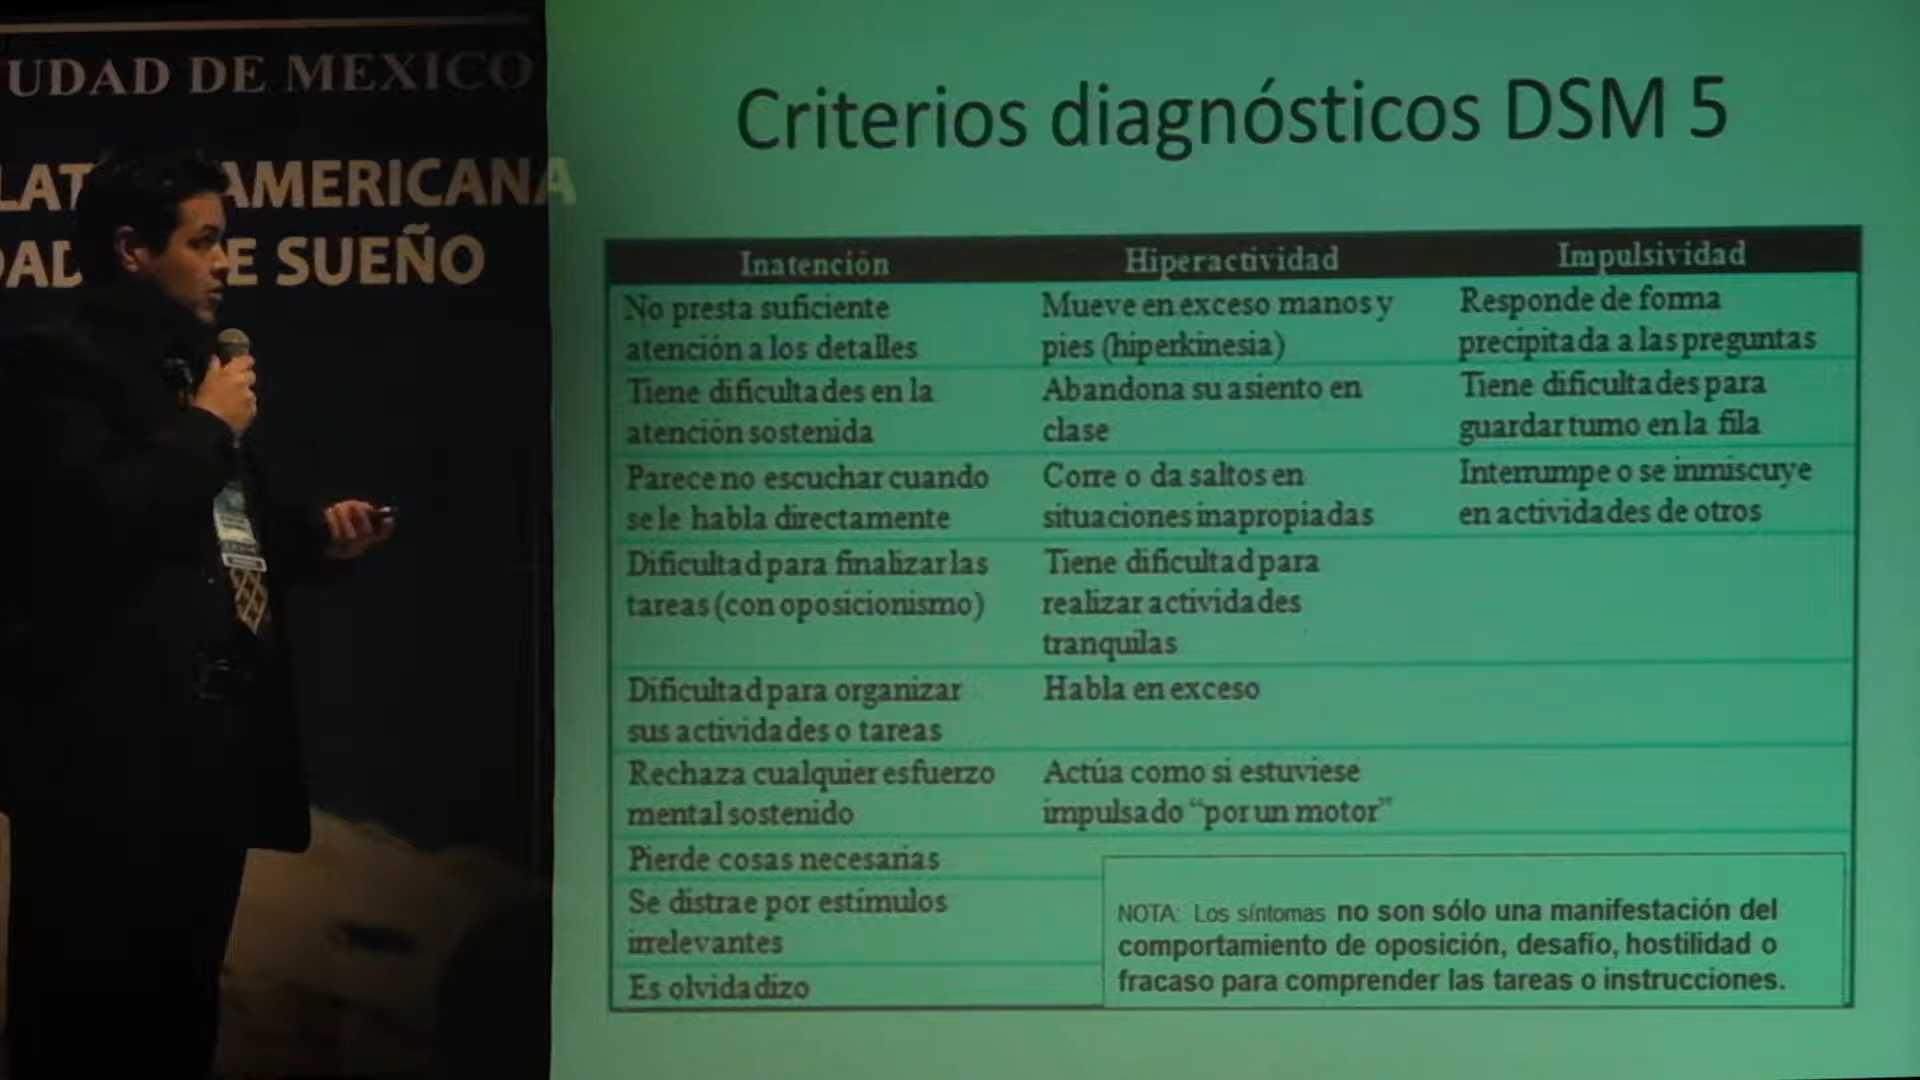 UDAD DE MEXICO
LAT AMERICANA
DAD E SUEÑO
Criterios diagnósticos DSM 5
Inatención Hiperactividad Impulsividad
No presta suficiente
atención a los detalles
Mueve en exceso manos y
pies (hiperkinesia)
Responde de forma
precipitada a las preguntas
Tiene dificultades en la
atención sostenida
Abandona su asiento en
clase
Tiene dificultades para
guardar turno en la fila
Parece no escuchar cuando
se le habla directamente
Corre o da saltos en
situaciones inapropiadas
Interrumpe o se inmiscuye
en actividades de otros
Dificultad para finalizar las
tareas (con oposicionismo)
Tiene dificultad para
realizar actividades
tranquilas
Dificultad para organizar
sus actividades o tareas
Habla en exceso
Rechaza cualquier esfuerzo
mental sostenido
Actúa como si estuviese
impulsado “por un motor”
Pierde cosas necesarias
Se distrae por estímulos
irrelevantes
Es olvidadizo
NOTA: Los síntomas no son sólo una manifestación del
comportamiento de oposición, desafío, hostilidad o
fracaso para comprender las tareas o instrucciones.